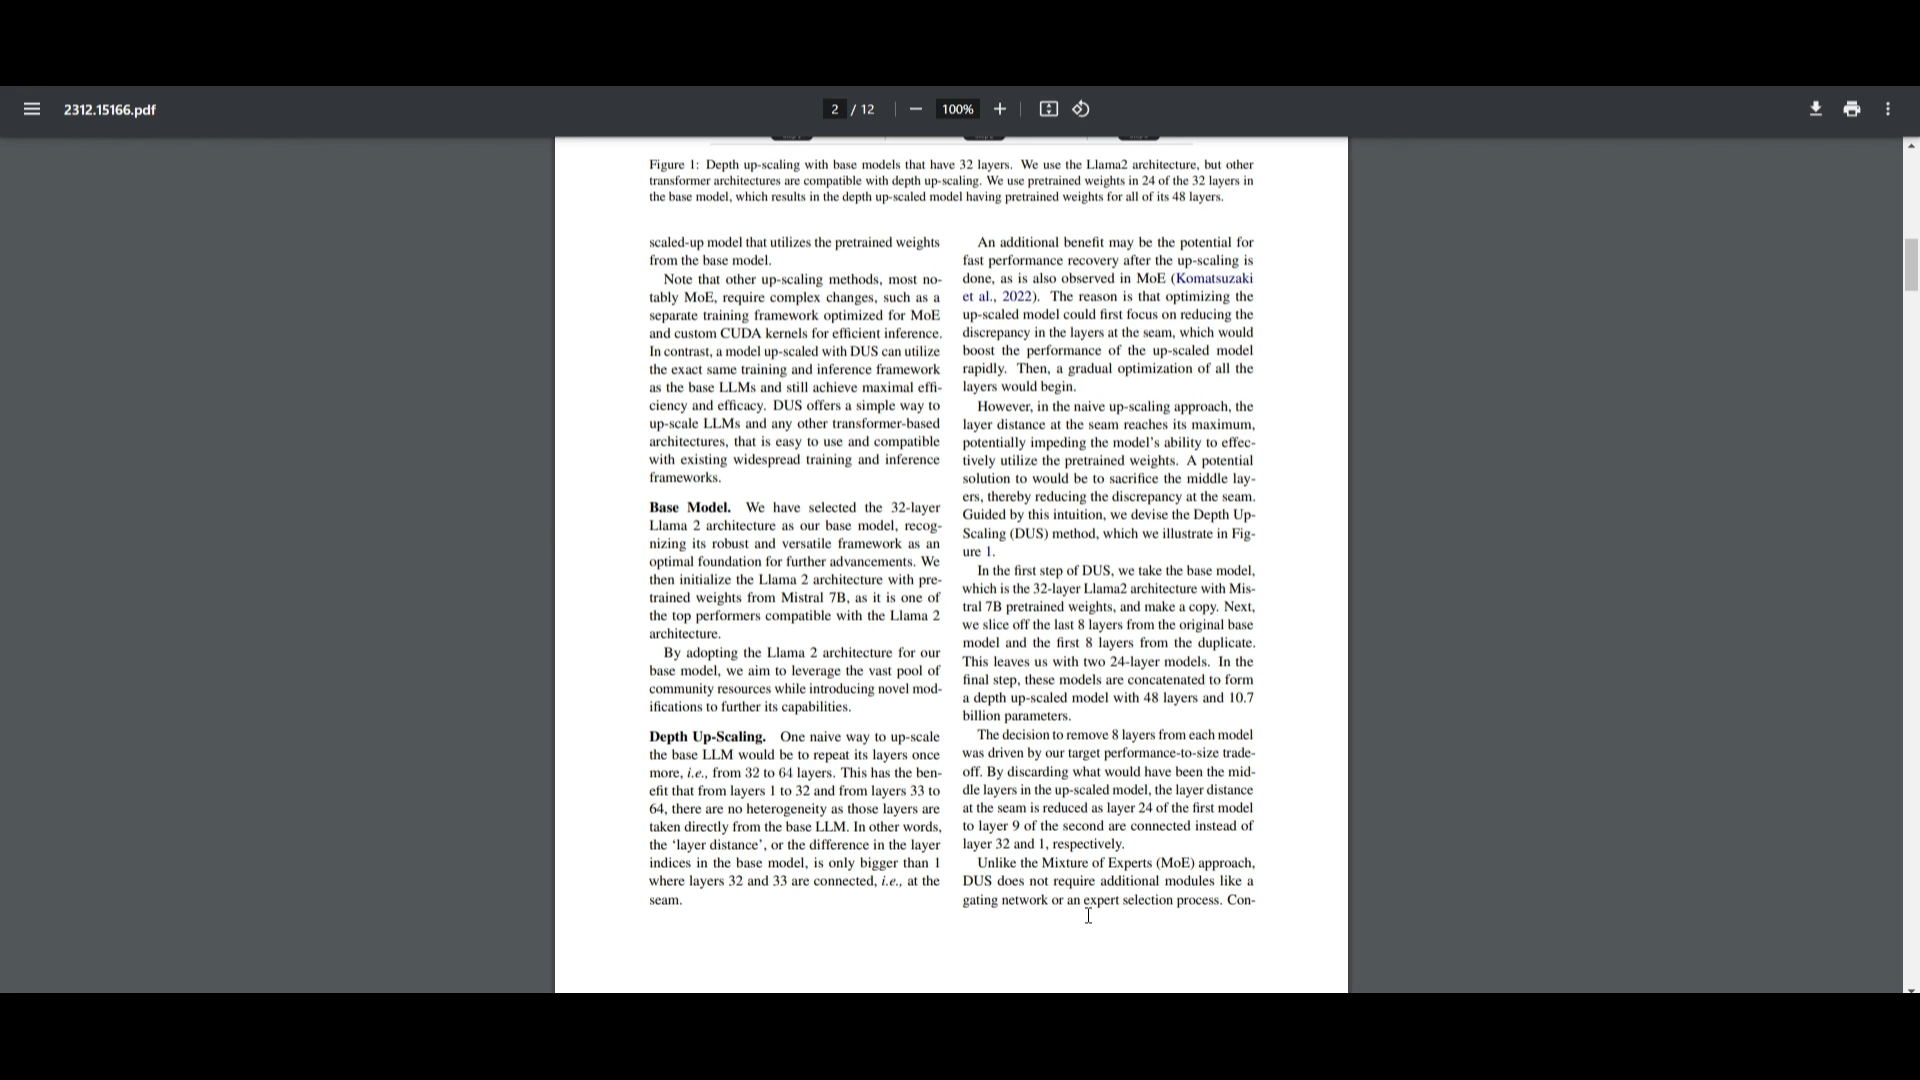 2312.15166.pdf
2 / 12
100%
Figure 1: Depth up-scaling with base models that have 32 layers. We use the Llama2 architecture, but other
transformer architectures are compatible with depth up-scaling. We use pretrained weights in 24 of the 32 layers in
the base model, which results in the depth up-scaled model having pretrained weights for all of its 48 layers.
scaled-up model that utilizes the pretrained weights
from the base model.
Note that other up-scaling methods, most no-
tably MoE, require complex changes, such as a
separate training framework optimized for MoE
and custom CUDA kernels for efficient inference.
In contrast, a model up-scaled with DUS can utilize
the exact same training and inference framework
as the base LLMs and still achieve maximal effi-
ciency and efficacy. DUS offers a simple way to
up-scale LLMs and any other transformer-based
architectures, that is easy to use and compatible
with existing widespread training and inference
frameworks.
Base Model. We have selected the 32-layer
Llama 2 architecture as our base model, recog-
nizing its robust and versatile framework as an
optimal foundation for further advancements. We
then initialize the Llama 2 architecture with pre-
trained weights from Mistral 7B, as it is one of
the top performers compatible with the Llama 2
architecture.
By adopting the Llama 2 architecture for our
base model, we aim to leverage the vast pool of
community resources while introducing novel mod-
ifications to further its capabilities.
Depth Up-Scaling. One naive way to up-scale
the base LLM would be to repeat its layers once
more, i.e., from 32 to 64 layers. This has the ben-
efit that from layers 1 to 32 and from layers 33 to
64, there are no heterogeneity as those layers are
taken directly from the base LLM. In other words,
the ‘layer distance’, or the difference in the layer
indices in the base model, is only bigger than 1
where layers 32 and 33 are connected, i.e., at the
seam.
An additional benefit may be the potential for
fast performance recovery after the up-scaling is
done, as is also observed in MoE (Komatsuzaki
et al., 2022). The reason is that optimizing the
up-scaled model could first focus on reducing the
discrepancy in the layers at the seam, which would
boost the performance of the up-scaled model
rapidly. Then, a gradual optimization of all the
layers would begin.
However, in the naive up-scaling approach, the
layer distance at the seam reaches its maximum,
potentially impeding the model's ability to effec-
tively utilize the pretrained weights. A potential
solution to would be to sacrifice the middle lay-
ers, thereby reducing the discrepancy at the seam.
Guided by this intuition, we devise the Depth Up-
Scaling (DUS) method, which we illustrate in Fig-
ure 1.
In the first step of DUS, we take the base model,
which is the 32-layer Llama2 architecture with Mis-
tral 7B pretrained weights, and make a copy. Next,
we slice off the last 8 layers from the original base
model and the first 8 layers from the duplicate.
This leaves us with two 24-layer models. In the
final step, these models are concatenated to form
a depth up-scaled model with 48 layers and 10.7
billion parameters.
The decision to remove 8 layers from each model
was driven by our target performance-to-size trade-
off. By discarding what would have been the mid-
dle layers in the up-scaled model, the layer distance
at the seam is reduced as layer 24 of the first model
to layer 9 of the second are connected instead of
layer 32 and 1, respectively.
Unlike the Mixture of Experts (MoE) approach,
DUS does not require additional modules like a
gating network or an expert selection process. Con-